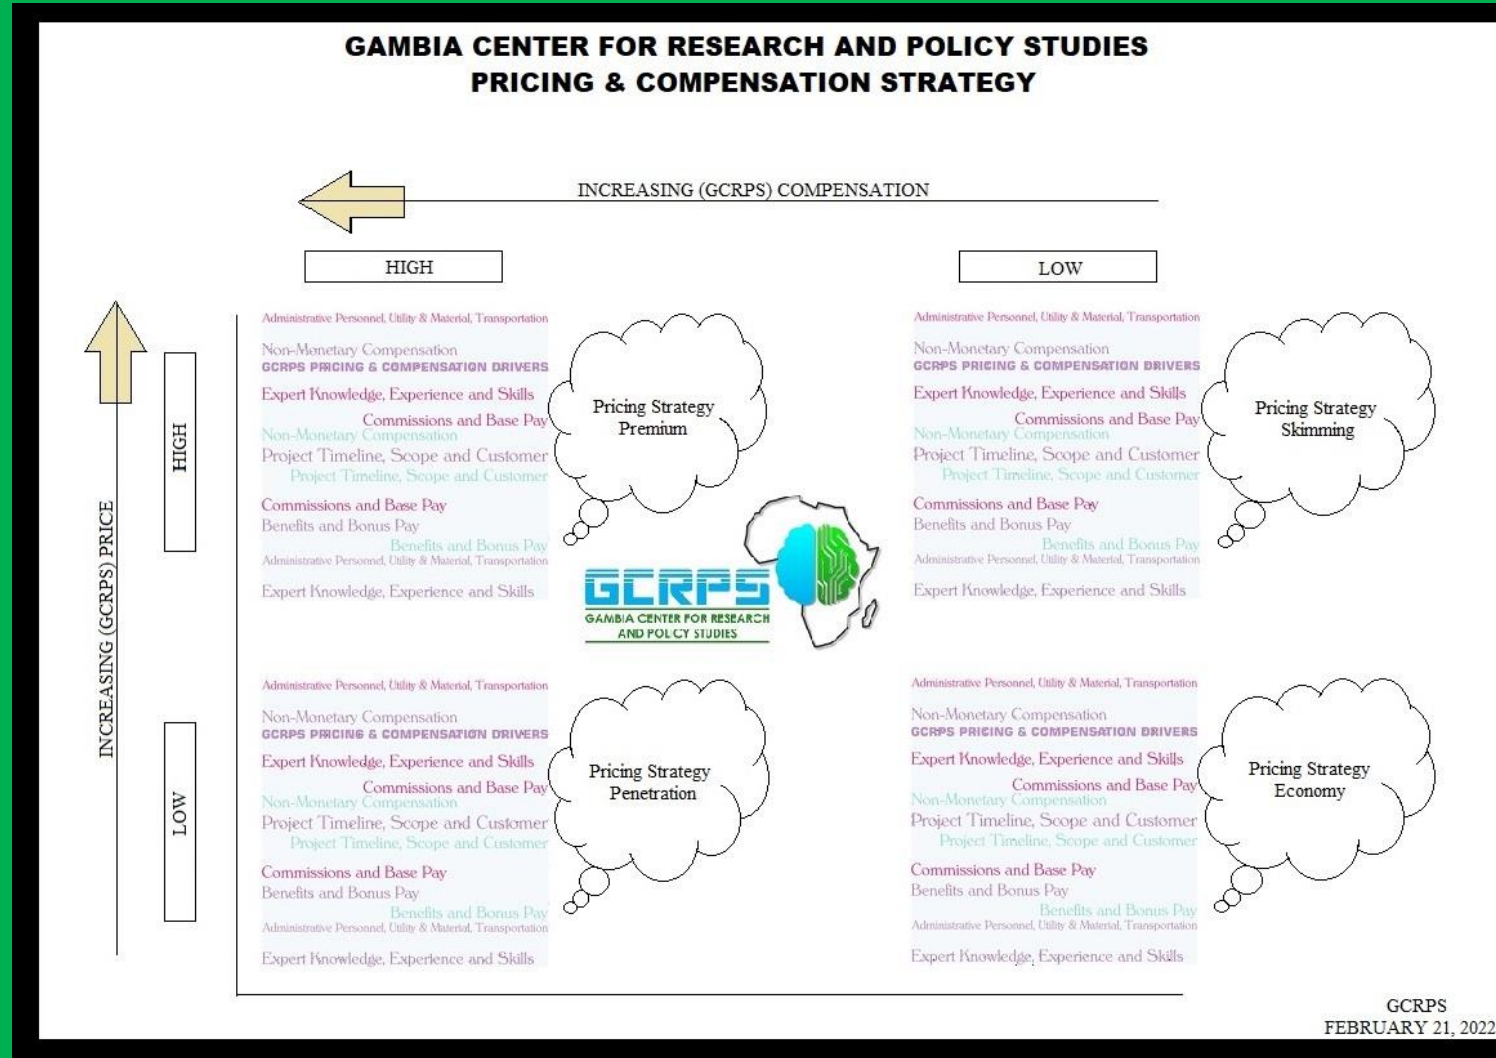 GAMBIA CENTER FOR RESEARCH AND POLICY STUDIES
PRICING & COMPENSATION STRATEGY
INCREASING (GCRPS) COMPENSATION
HIGH
LOW
INCREASING (GCRPS) PRICE
HIGH
Administrative Personnel, Utility & Material, Transportation
Non-Monetary Compensation
GCRPS PRICING & COMPENSATION DRIVERS
Expert Knowledge, Experience and Skills
Commissions and Base Pay
Non-Monetary Compensation
Project Timeline, Scope and Customer
Project Timeline, Scope and Customer
Commissions and Base Pay
Benefits and Bonus Pay
Benefits and Bonus Pay
Administrative Personnel, Utility & Material, Transportation
Expert Knowledge, Experience and Skills
Pricing Strategy
Premium
Administrative Personnel, Utility & Material, Transportation
Non-Monetary Compensation
GCRPS PRICING & COMPENSATION DRIVERS
Expert Knowledge, Experience and Skills
Commissions and Base Pay
Non-Monetary Compensation
Project Timeline, Scope and Customer
Project Timeline, Scope and Customer
Commissions and Base Pay
Benefits and Bonus Pay
Benefits and Bonus Pay
Administrative Personnel, Utility & Material, Transportation
Expert Knowledge, Experience and Skills
Pricing Strategy
Skimming
GCRPS
GAMBIA CENTER FOR RESEARCH
AND POLICY STUDIES
LOW
Administrative Personnel, Utility & Material, Transportation
Non-Monetary Compensation
GCRPS PRICING & COMPENSATION DRIVERS
Expert Knowledge, Experience and Skills
Commissions and Base Pay
Non-Monetary Compensation
Project Timeline, Scope and Customer
Project Timeline, Scope and Customer
Commissions and Base Pay
Benefits and Bonus Pay
Benefits and Bonus Pay
Administrative Personnel, Utility & Material, Transportation
Expert Knowledge, Experience and Skills
Pricing Strategy
Penetration
Administrative Personnel, Utility & Material, Transportation
Non-Monetary Compensation
GCRPS PRICING & COMPENSATION DRIVERS
Expert Knowledge, Experience and Skills
Commissions and Base Pay
Non-Monetary Compensation
Project Timeline, Scope and Customer
Project Timeline, Scope and Customer
Commissions and Base Pay
Benefits and Bonus Pay
Benefits and Bonus Pay
Administrative Personnel, Utility & Material, Transportation
Expert Knowledge, Experience and Skills
Pricing Strategy
Economy
GCRPS
FEBRUARY 21, 2022